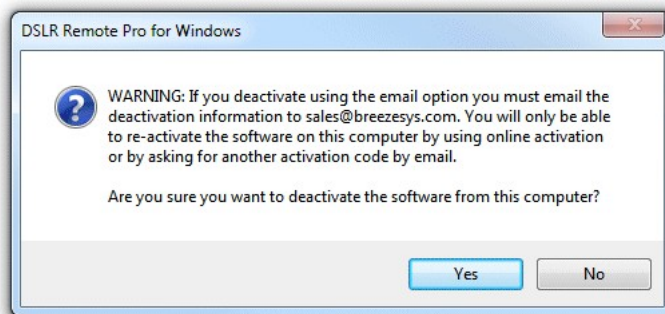 DSLR Remote Pro for Windows
WARNING: If you deactivate using the email option you must email the
deactivation information to sales@breezesys.com. You will only be able
to re-activate the software on this computer by using online activation
or by asking for another activation code by email.
Are you sure you want to deactivate the software from this computer?
Yes
No